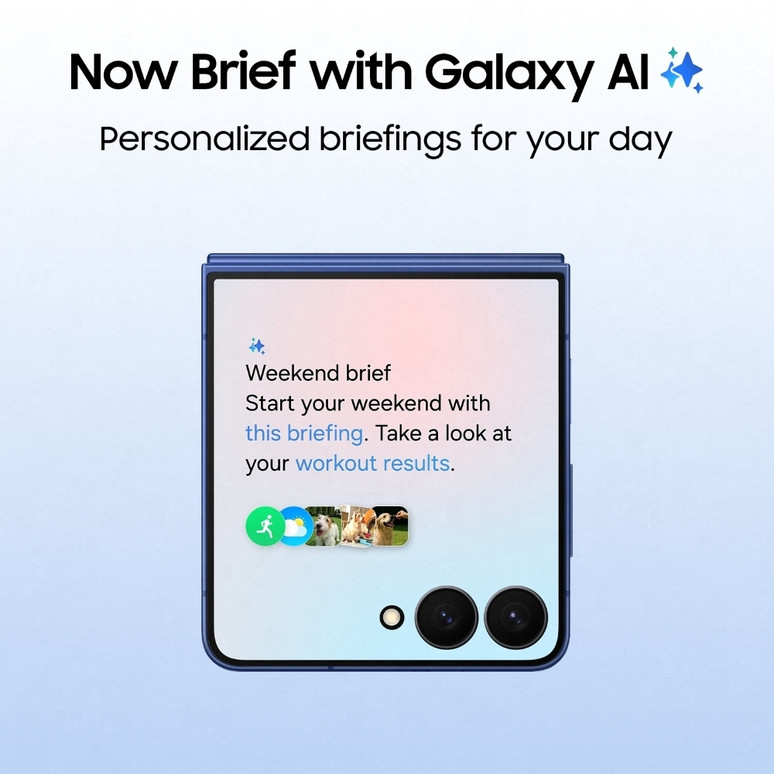 Now Brief with Galaxy AI
Personalized briefings for your day
Weekend brief
Start your weekend with
this briefing. Take a look at
your workout results.